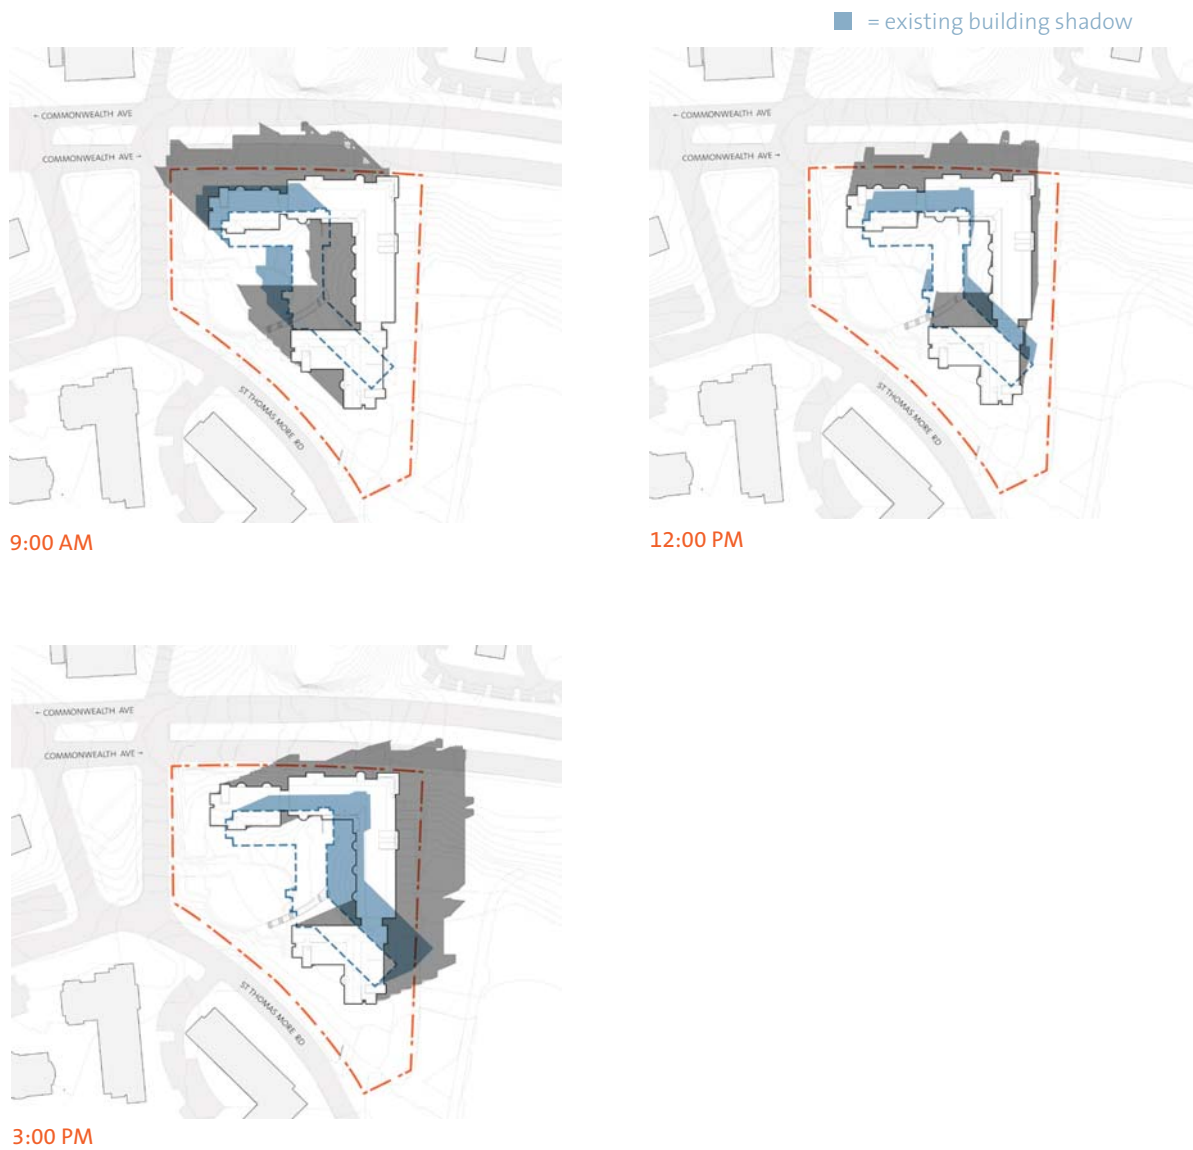 = existing building shadow
← COMMONWEALTH AVE
COMMONWEALTH AVE →
ST THOMAS MORE RD
9:00 AM
← COMMONWEALTH AVE
COMMONWEALTH AVE →
ST THOMAS MORE RD
12:00 PM
← COMMONWEALTH AVE
COMMONWEALTH AVE →
ST THOMAS MORE RD
3:00 PM